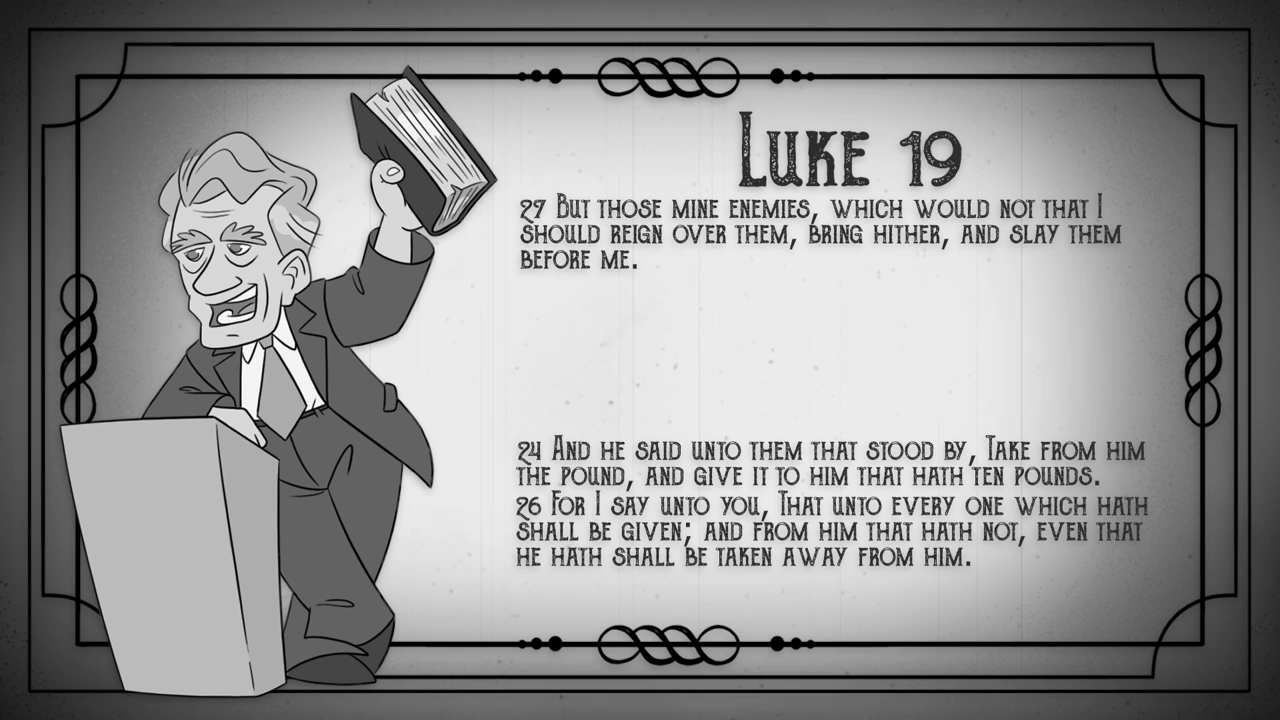 Luke 19
27 But those mine enemies, which would not that I
should reign over them, bring hither, and slay them
before me.
24 And he said unto them that stood by, Take from him
the pound, and give it to him that hath ten pounds.
26 For I say unto you, That unto every one which hath
shall be given; and from him that hath not, even that
he hath shall be taken away from him.